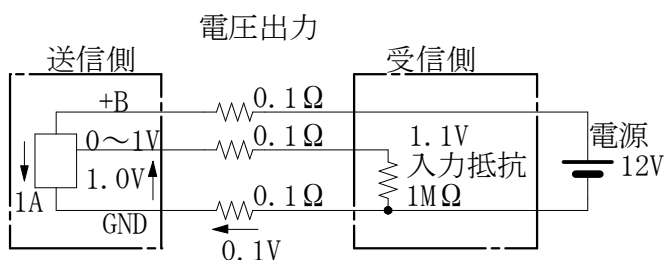 電圧出力
送信側
受信側
+B
0.1Ω
0～1V
0.1Ω
1.1V
電源
入力抵抗
12V
1.0V
1A
0.1Ω
1MΩ
GND
0.1V